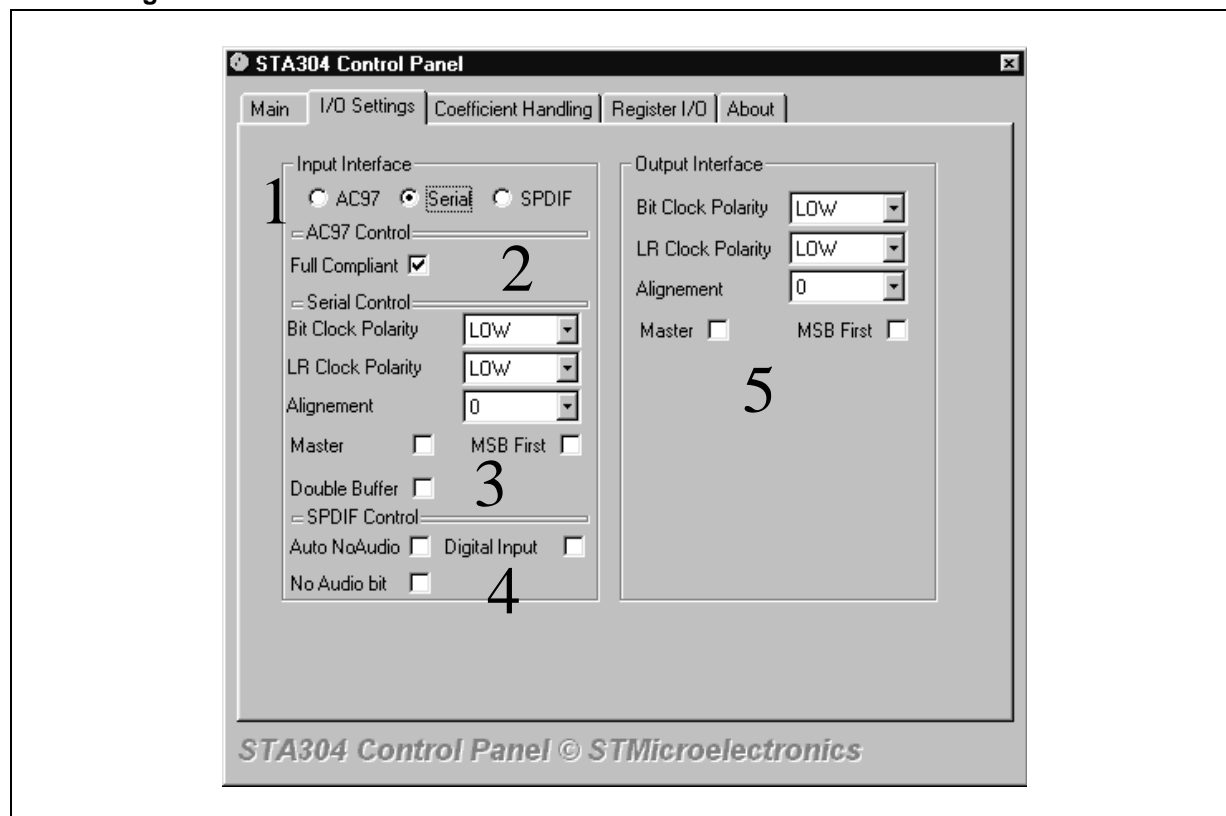 STA304 Control Panel
Main I/O Settings Coefficient Handling Register I/O About
Input Interface
1 AC97 Serial SPDIF
AC97 Control
Full Compliant 2
Serial Control
Bit Clock Polarity LOW
LR Clock Polarity LOW
Alignement 0
Master MSB First
Double Buffer 3
SPDIF Control
Auto NoAudio Digital Input
No Audio bit 4
Output Interface
Bit Clock Polarity LOW
LR Clock Polarity LOW
Alignement 0
Master MSB First
5
STA304 Control Panel © STMicroelectronics